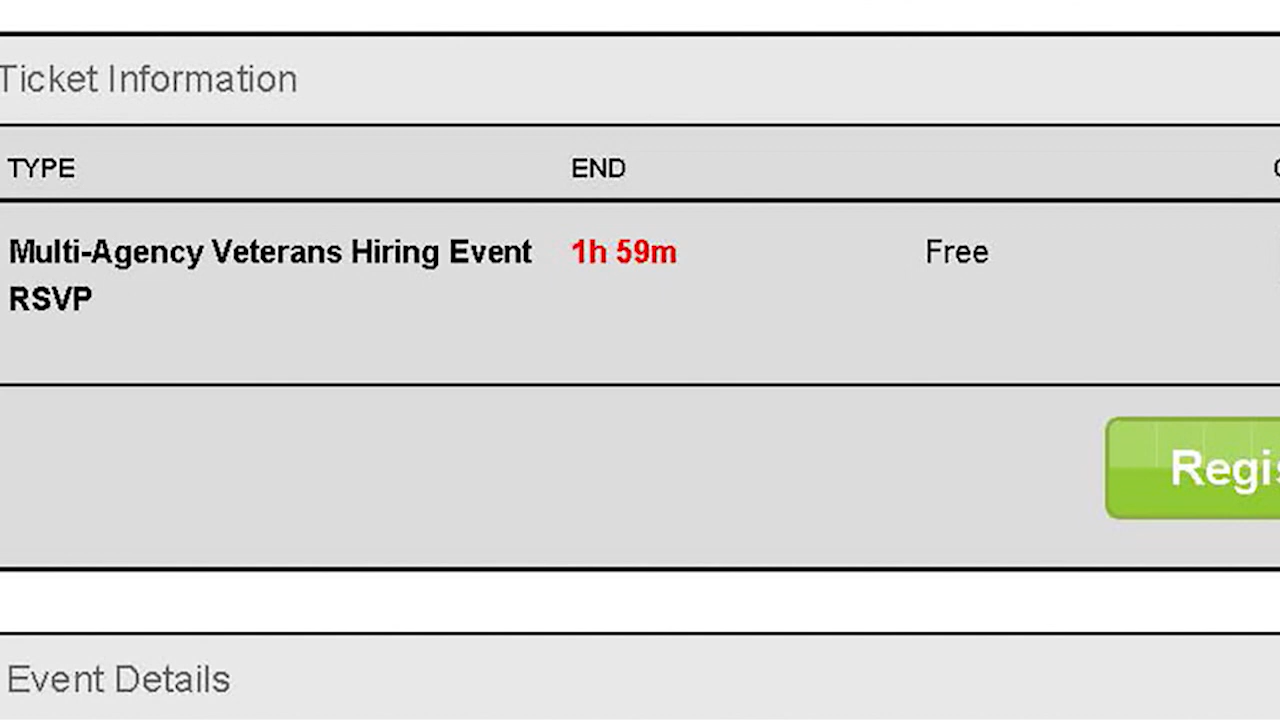 Ticket Information
TYPE END
Multi-Agency Veterans Hiring Event 1h 59m Free
RSVP
Event Details